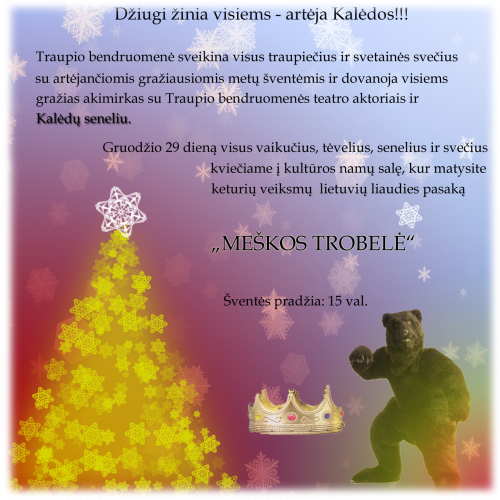 Džiugi žinia visiems - artėja Kalėdos!!!
Traupio bendruomenė sveikina visus traupiečius ir svetainės svečius
su artėjančiomis gražiausiomis metų šventėmis ir dovanoja visiems
gražias akimirkas su Traupio bendruomenės teatro aktoriais ir
Kalėdų seneliu.
Gruodžio 29 dieną visus vaikučius, tėvelius, senelius ir svečius
kviečiame į kultūros namų salę, kur matysite
keturių veiksmų lietuvių liaudies pasaką
„MEŠKOS TROBELĖ“
Šventės pradžia: 15 val.